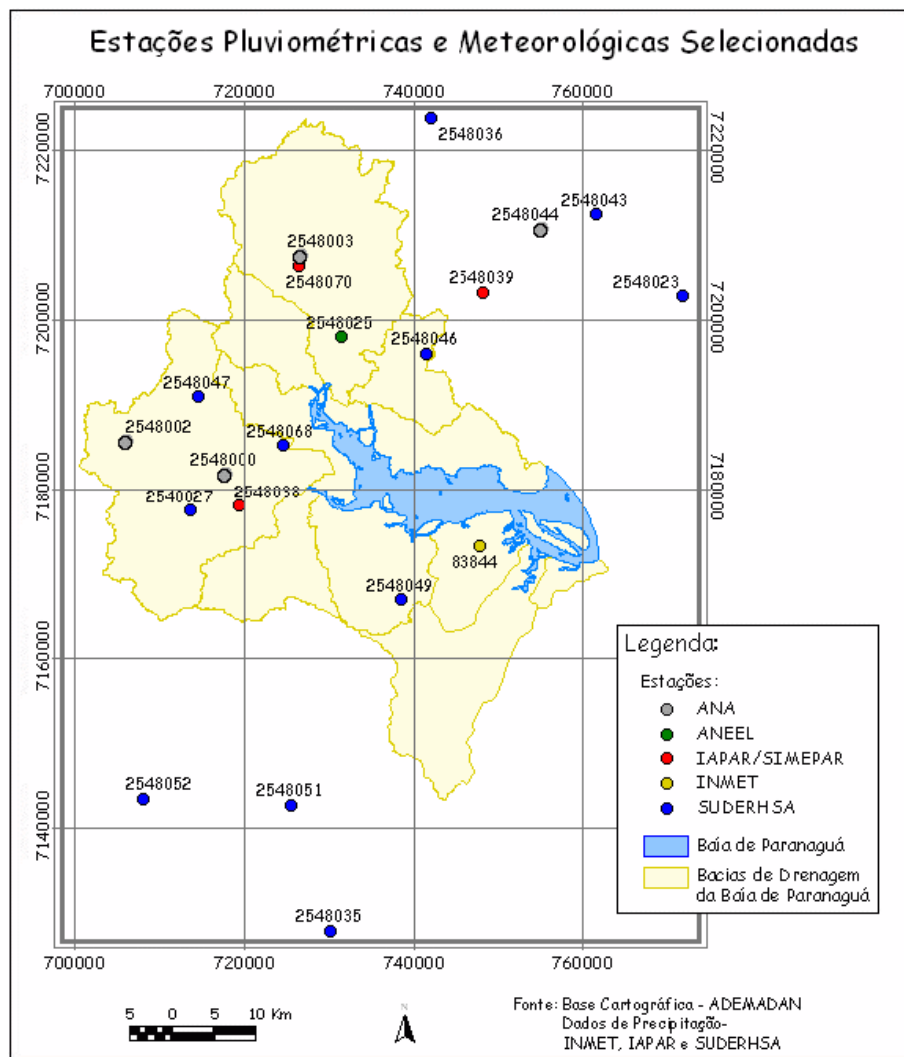 Estações Pluviométricas e Meteorológicas Selecionadas
700000 720000 740000 760000
7220000 7220000
2548036
2548043
2548044
2548003
2548070
2548039
2548023
7200000 7200000
2548025
2548046
2548047
2548002
2548068
2548000
7180000 7180000
2540027
2548038
83844
2548049
7160000
2548052
2548051
7140000
2548035
700000 720000 740000 760000
Legenda:
Estações:
ANA
ANEEL
IAPAR/SIMEPAR
INMET
SUDERHSA
Baía de Paranaguá
Bacias de Drenagem
da Baía de Paranaguá
5 0 5 10 Km
N
Fonte: Base Cartográfica - ADEMADAN
Dados de Precipitação-
INMET, IAPAR e SUDERHSA